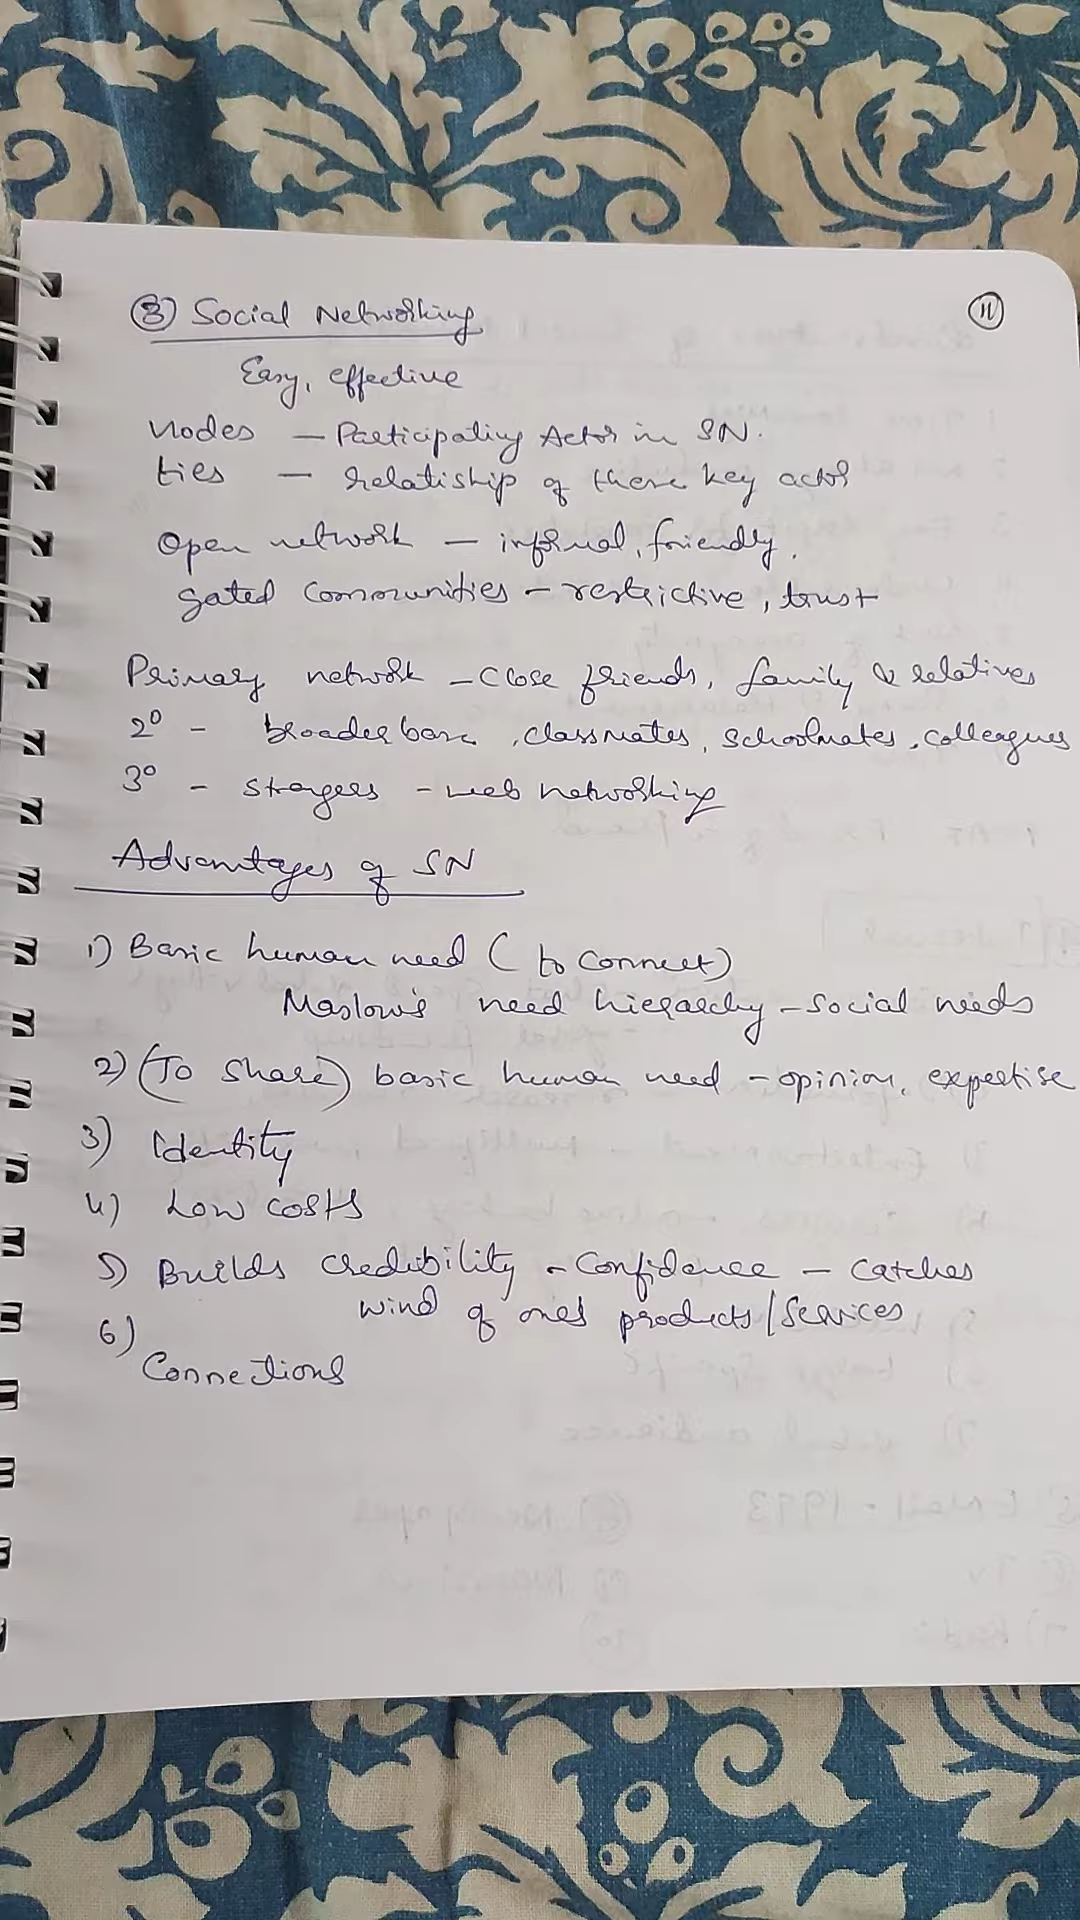 ③ Social Networking
11
Easy, effective
Nodes – Participating Actor in SN.
ties – relatiship of these key actor
Open network – informal, friendly.
gated Communities – restrictive, trust
Primary network – Close friends, family & relatives
2° – broader base, classmates, schoolmates, colleagues
3° – stragers – web networking
Advantages of SN
1) Basic human need (to connect)
Maslow's need hierarchy – Social needs
2) (To share) basic human need – opinion, expertise
3) Identity
4) Low costs
5) Builds credibility – Confidence – catches
wind of ones products/services
6)
Connections